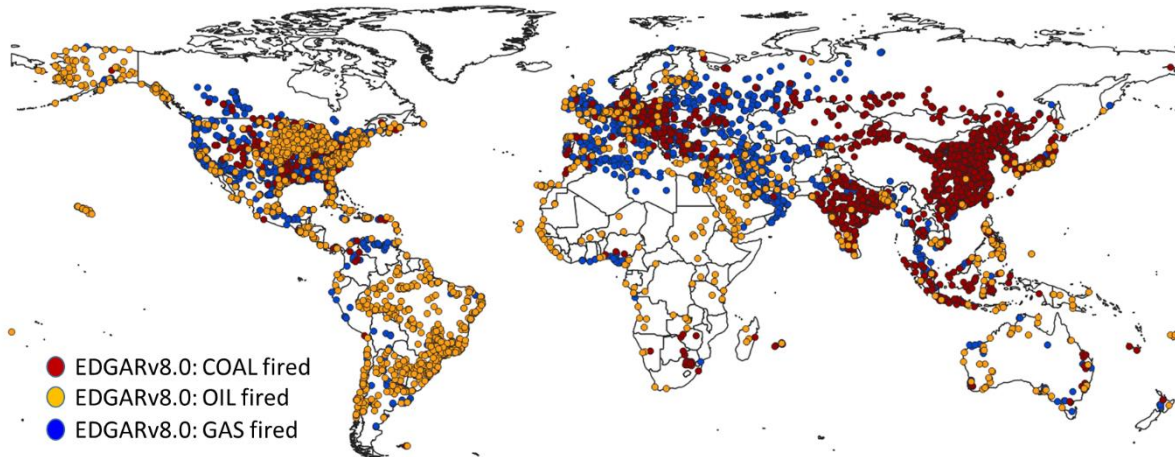 EDGARv8.0: COAL fired
EDGARv8.0: OIL fired
EDGARv8.0: GAS fired